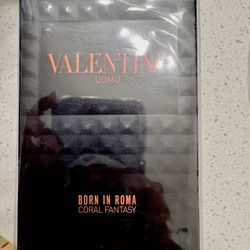 VALENTINO
UOMO
BORN IN ROMA
CORAL FANTASY